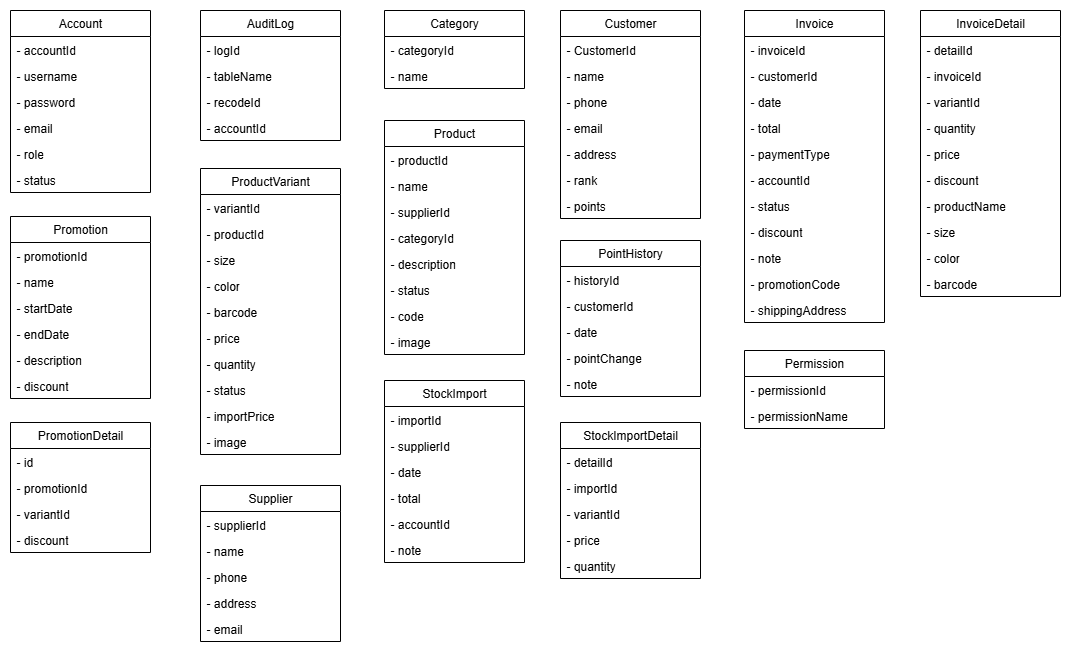 Account
- accountId
- username
- password
- email
- role
- status
Promotion
- promotionId
- name
- startDate
- endDate
- description
- discount
PromotionDetail
- id
- promotionId
- variantId
- discount
AuditLog
- logId
- tableName
- recodeId
- accountId
ProductVariant
- variantId
- productId
- size
- color
- barcode
- price
- quantity
- status
- importPrice
- image
Supplier
- supplierId
- name
- phone
- address
- email
Category
- categoryId
- name
Product
- productId
- name
- supplierId
- categoryId
- description
- status
- code
- image
StockImport
- importId
- supplierId
- date
- total
- accountId
- note
Customer
- CustomerId
- name
- phone
- email
- address
- rank
- points
PointHistory
- historyId
- customerId
- date
- pointChange
- note
StockImportDetail
- detailId
- importId
- variantId
- price
- quantity
Invoice
- invoiceId
- customerId
- date
- total
- paymentType
- accountId
- status
- discount
- note
- promotionCode
- shippingAddress
Permission
- permissionId
- permissionName
InvoiceDetail
- detailId
- invoiceId
- variantId
- quantity
- price
- discount
- productName
- size
- color
- barcode